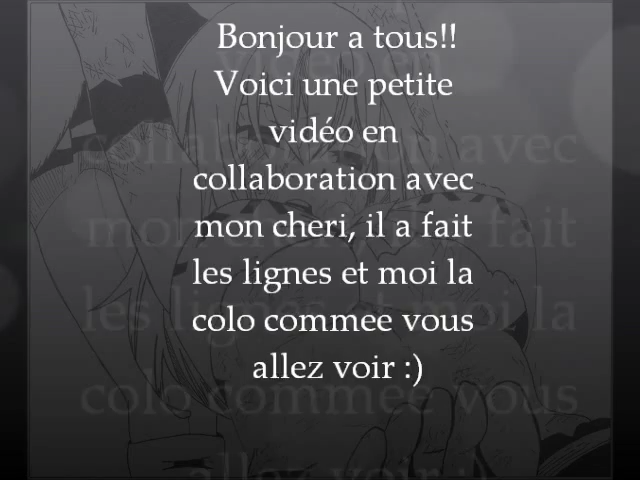 Bonjour a tous!!
Voici une petite
vidéo en
collaboration avec
mon cheri, il a fait
les lignes et moi la
colo commee vous
allez voir :)